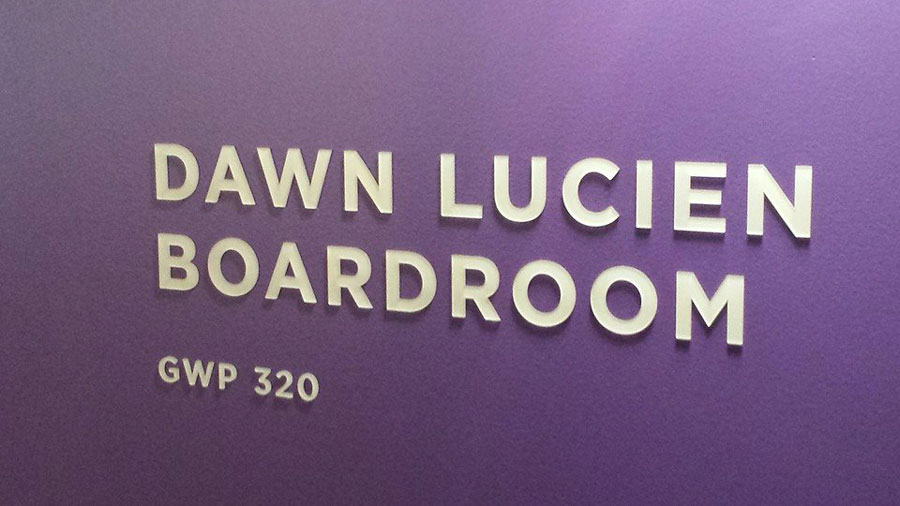 DAWN LUCIEN
BOARDROOM
GWP 320